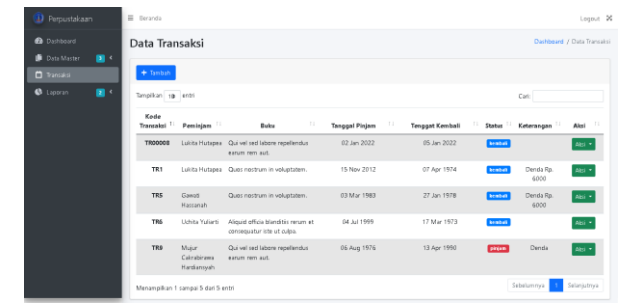 Perpustakaan
Beranda
Logout
Dashboard
Data Master 3
Transaksi
Laporan 2
Data Transaksi
Dashboard / Data Transaksi
+ Tambah
Tampilkan 10 entri
Cari:
Kode Transaksi Peminjam Buku Tanggal Pinjam Tenggat Kembali Status Keterangan Aksi
TR00008 Lukita Hutapea Qui vel sed labore repellendus earum rem aut. 02 Jan 2022 05 Jan 2022 kembali Aksi
TR1 Lukita Hutapea Quos nostrum in voluptatem. 15 Nov 2012 07 Apr 1974 kembali Denda Rp. 6000 Aksi
TR5 Gawati Hassanah Quos nostrum in voluptatem. 03 Mar 1983 27 Jan 1978 kembali Denda Rp. 6000 Aksi
TR6 Uchita Yuliarti Aliquid officia blanditiis rerum et consequatur iste ut culpa. 04 Jul 1999 17 Mar 1973 kembali Aksi
TR8 Mujur Cakrabirawa Hardiansyah Qui vel sed labore repellendus earum rem aut. 06 Aug 1976 13 Apr 1990 pinjam Denda Aksi
Menampilkan 1 sampai 5 dari 5 entri
Sebelumnya 1 Selanjutnya